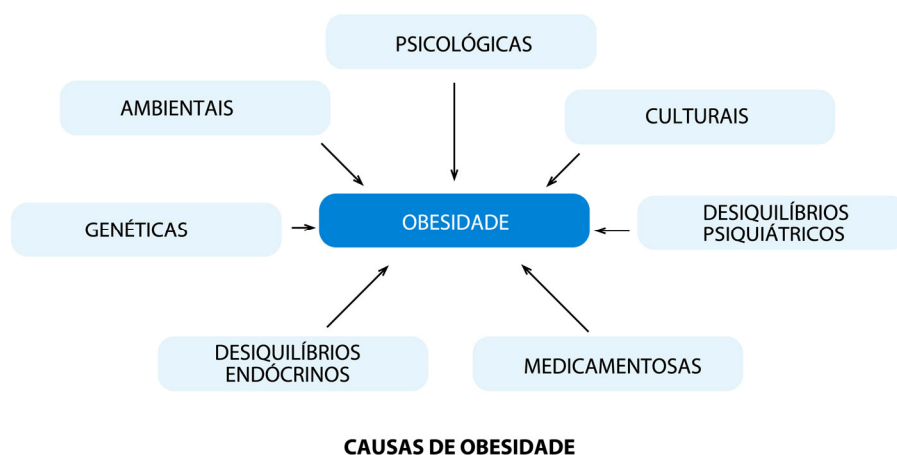 PSICOLÓGICAS
AMBIENTAIS
CULTURAIS
GENÉTICAS
OBESIDADE
DESIQUILÍBRIOS
PSIQUIÁTRICOS
DESIQUILÍBRIOS
ENDÓCRINOS
MEDICAMENTOSAS
CAUSAS DE OBESIDADE